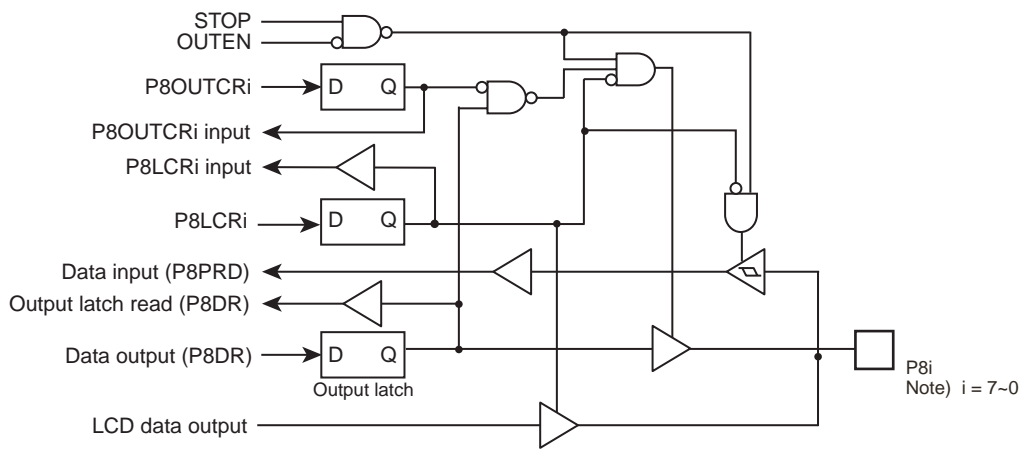 STOP
OUTEN
P8OUTCRi
D Q
P8OUTCRi input
P8LCRi input
P8LCRi
D Q
Data input (P8PRD)
Output latch read (P8DR)
Data output (P8DR)
D Q
Output latch
P8i
Note) i = 7~0
LCD data output